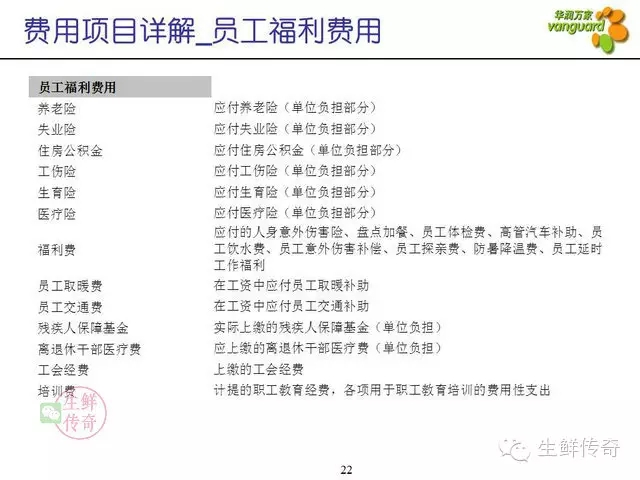 费用项目详解_员工福利费用
华润万家
vanguard
员工福利费用
养老险 应付养老险（单位负担部分）
失业险 应付失业险（单位负担部分）
住房公积金 应付住房公积金（单位负担部分）
工伤险 应付工伤险（单位负担部分）
生育险 应付生育险（单位负担部分）
医疗险 应付医疗险（单位负担部分）
应付的人身意外伤害险、盘点加餐、员工体检费、高管汽车补助、员
福利费 工饮水费、员工意外伤害补偿、员工探亲费、防暑降温费、员工延时
工作福利
员工取暖费 在工资中应付员工取暖补助
员工交通费 在工资中应付员工交通补助
残疾人保障基金 实际上缴的残疾人保障基金（单位负担）
离退休干部医疗费 应上缴的离退休干部医疗费（单位负担）
工会经费 上缴的工会经费
培训费 计提的职工教育经费，各项用于职工教育培训的费用性支出
生鲜
传奇
生鲜传奇
22